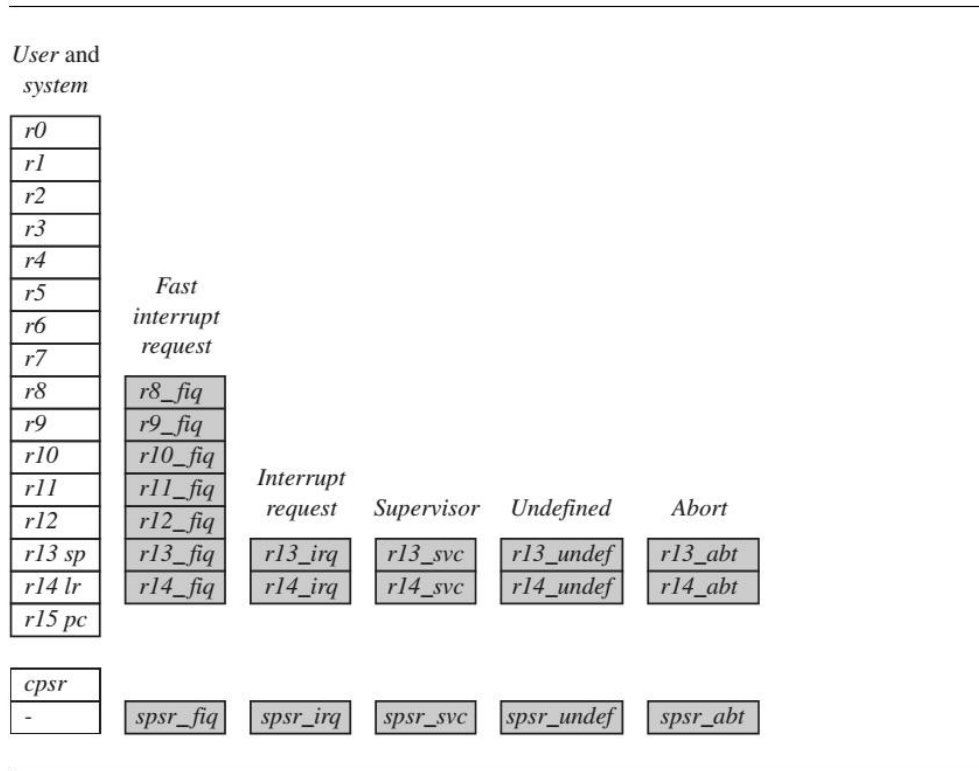 User and
system
r0
r1
r2
r3
r4
r5
r6
r7
r8
r9
r10
r11
r12
r13 sp
r14 lr
r15 pc
cpsr
-
Fast
interrupt
request
r8_fiq
r9_fiq
r10_fiq
r11_fiq
r12_fiq
r13_fiq
r14_fiq
spsr_fiq
Interrupt
request
r13_irq
r14_irq
spsr_irq
Supervisor
r13_svc
r14_svc
spsr_svc
Undefined
r13_undef
r14_undef
spsr_undef
Abort
r13_abt
r14_abt
spsr_abt